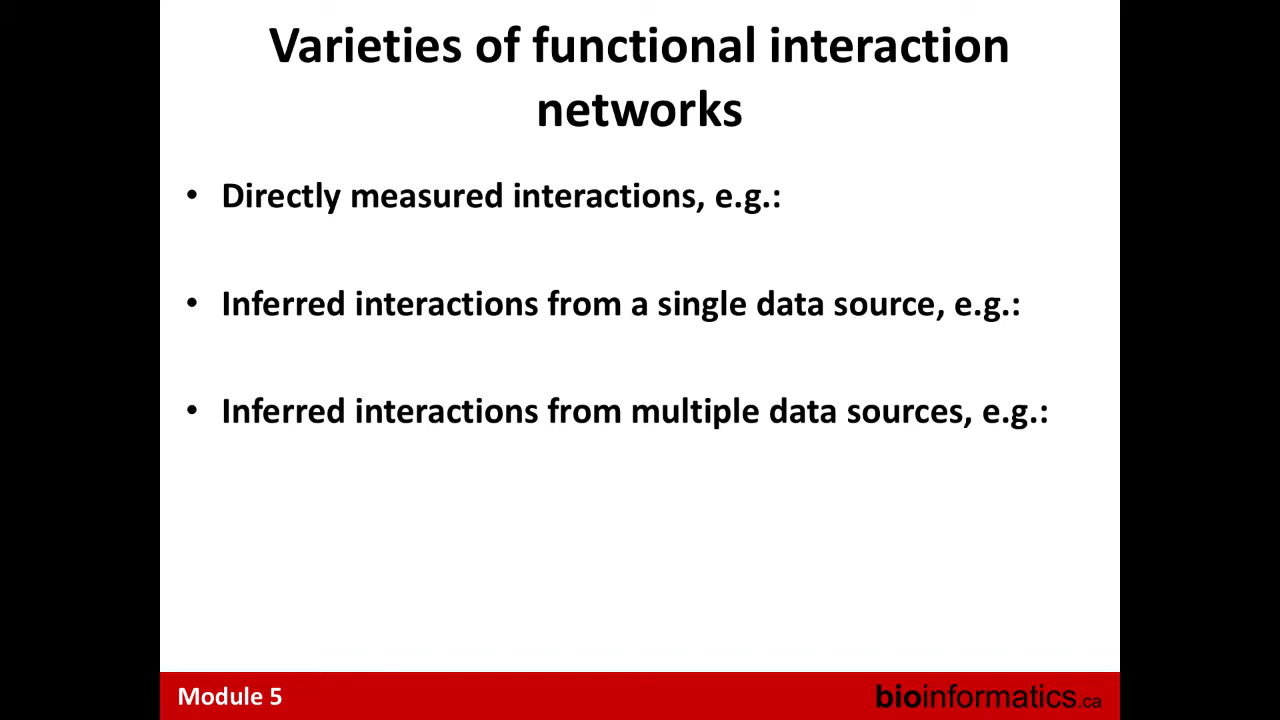 Varieties of functional interaction
networks
• Directly measured interactions, e.g.:
• Inferred interactions from a single data source, e.g.:
• Inferred interactions from multiple data sources, e.g.:
Module 5
bioinformatics.ca